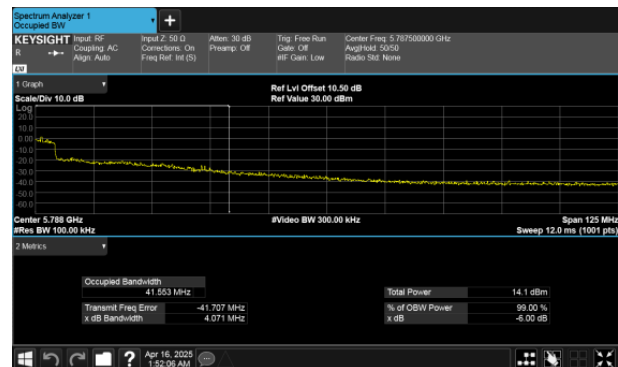 Spectrum Analyzer 1
Occupied BW
+
KEYSIGHT Input: RF Input Z: 50 Ω Atten: 30 dB Trig: Free Run Center Freq: 5.787500000 GHz
R Coupling: AC Corrections: On Preamp: Off Gate: Off Avg|Hold: 50/50
Align: Auto Freq Ref: Int (S) #IF Gain: Low Radio Std: None
LXI
1 Graph Ref Lvl Offset 10.50 dB
Scale/Div 10.0 dB Ref Value 30.00 dBm
Log
20.0
10.0
0.00
-10.0
-20.0
-30.0
-40.0
-50.0
-60.0
Center 5.788 GHz #Video BW 300.00 kHz Span 125 MHz
#Res BW 100.00 kHz Sweep 12.0 ms (1001 pts)
2 Metrics
Occupied Bandwidth
41.553 MHz Total Power 14.1 dBm
Transmit Freq Error -41.707 MHz % of OBW Power 99.00 %
x dB Bandwidth 4.071 MHz x dB -6.00 dB
? Apr 16, 2025
1:52:06 AM